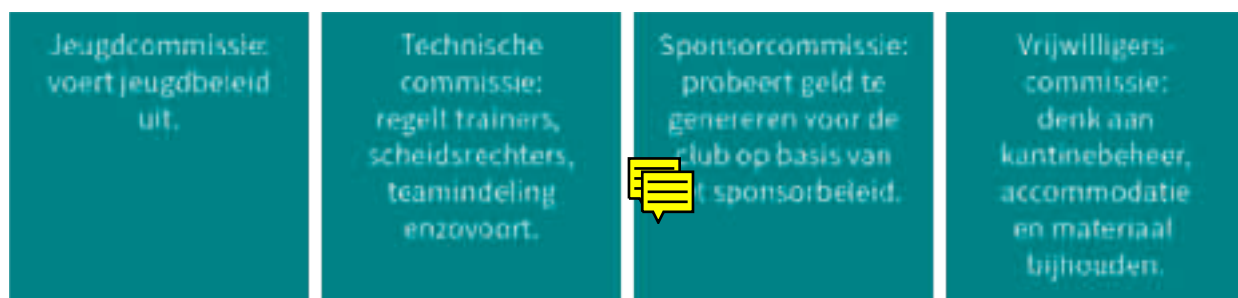 Jeugdcommissie:
voert jeugdbeleid
uit.
Technische
commissie:
regelt trainers,
scheidsrechters,
teamindeling
enzovoort.
Sponsorcommissie:
probeert geld te
genereren voor de
club op basis van
sponsorbeleid.
Vrijwilligers-
commissie:
denk aan
kantinebeheer,
accommodatie
en materiaal
bijhouden.